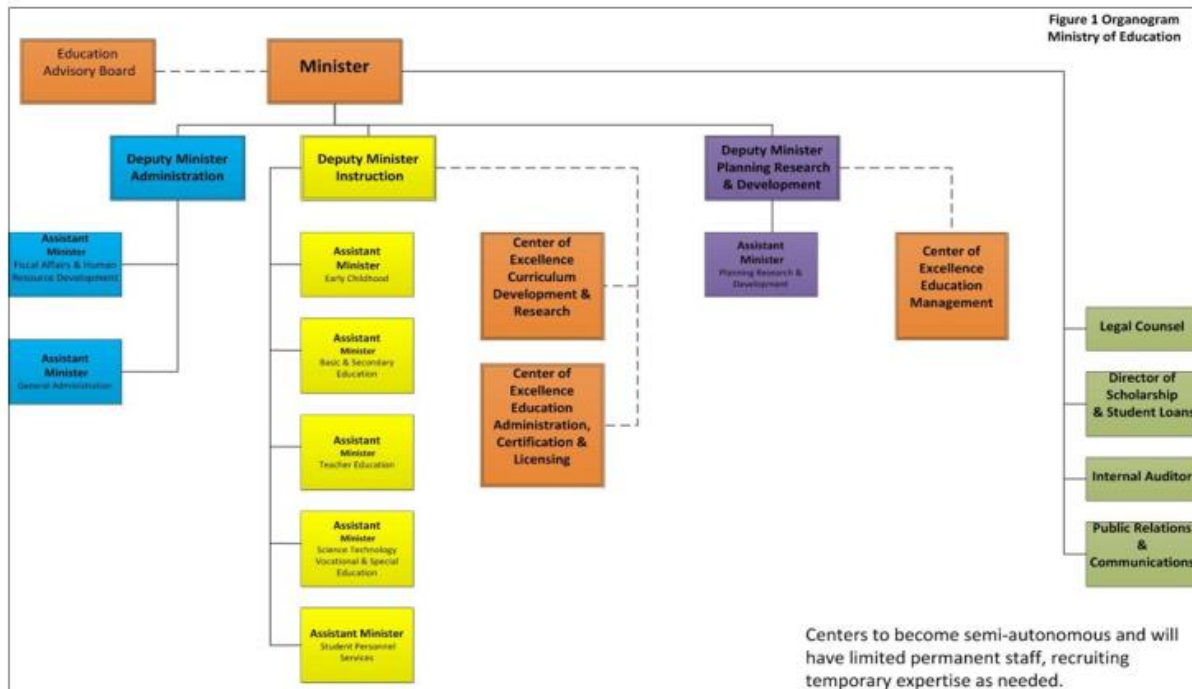 Figure 1 Organogram
Ministry of Education
Education
Advisory Board
Minister
Deputy Minister
Administration
Deputy Minister
Instruction
Deputy Minister
Planning Research
& Development
Assistant
Minister
Fiscal Affairs & Human
Resource Development
Assistant
Minister
General Administration
Assistant
Minister
Early Childhood
Assistant
Minister
Basic & Secondary
Education
Assistant
Minister
Teacher Education
Assistant
Minister
Science Technology
Vocational & Special
Education
Assistant Minister
Student Personnel
Services
Center of
Excellence
Curriculum
Development &
Research
Center of
Excellence
Education
Administration,
Certification &
Licensing
Assistant
Minister
Planning Research &
Development
Center of
Excellence
Education
Management
Legal Counsel
Director of
Scholarship
& Student Loans
Internal Auditor
Public Relations
&
Communications
Centers to become semi-autonomous and will
have limited permanent staff, recruiting
temporary expertise as needed.